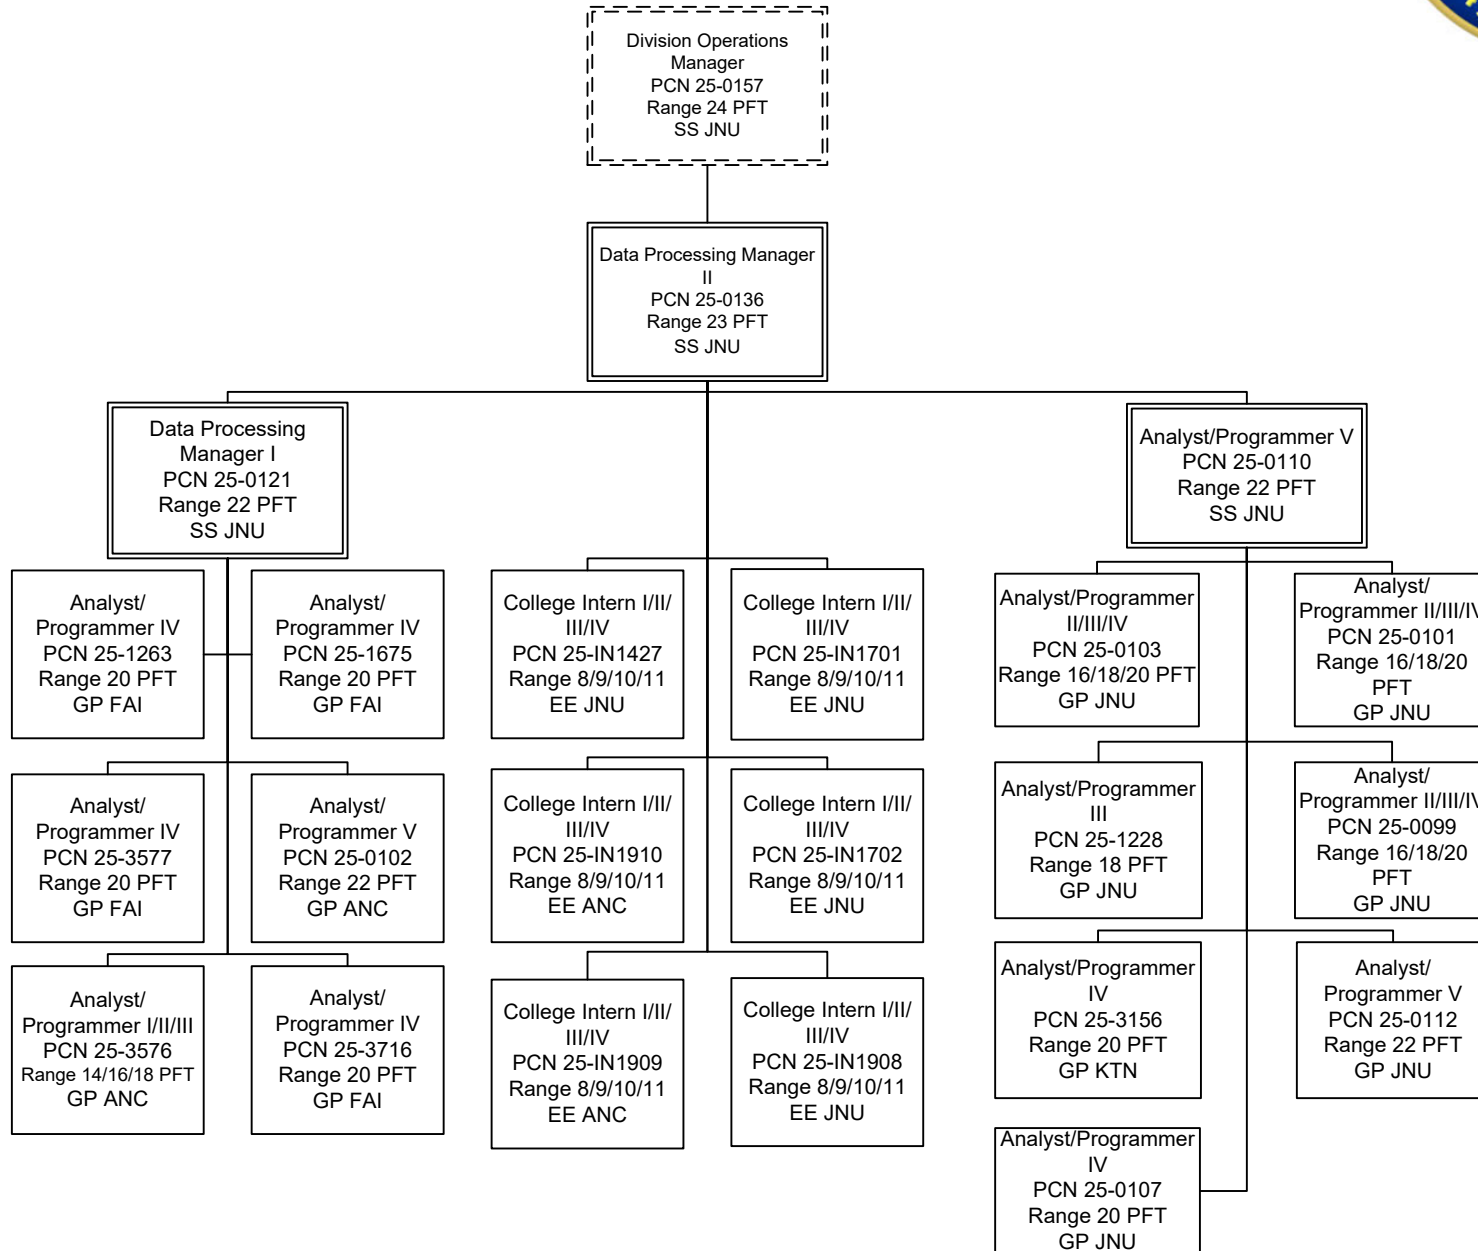 Division Operations
Manager
PCN 25-0157
Range 24 PFT
SS JNU
Data Processing Manager
II
PCN 25-0136
Range 23 PFT
SS JNU
Data Processing
Manager I
PCN 25-0121
Range 22 PFT
SS JNU
Analyst/Programmer V
PCN 25-0110
Range 22 PFT
SS JNU
Analyst/
Programmer IV
PCN 25-1263
Range 20 PFT
GP FAI
Analyst/
Programmer IV
PCN 25-1675
Range 20 PFT
GP FAI
College Intern I/II/
III/IV
PCN 25-IN1427
Range 8/9/10/11
EE JNU
College Intern I/II/
III/IV
PCN 25-IN1701
Range 8/9/10/11
EE JNU
Analyst/Programmer
II/III/IV
PCN 25-0103
Range 16/18/20 PFT
GP JNU
Analyst/
Programmer II/III/IV
PCN 25-0101
Range 16/18/20
PFT
GP JNU
Analyst/
Programmer IV
PCN 25-3577
Range 20 PFT
GP FAI
Analyst/
Programmer V
PCN 25-0102
Range 22 PFT
GP ANC
College Intern I/II/
III/IV
PCN 25-IN1910
Range 8/9/10/11
EE ANC
College Intern I/II/
III/IV
PCN 25-IN1702
Range 8/9/10/11
EE JNU
Analyst/Programmer
III
PCN 25-1228
Range 18 PFT
GP JNU
Analyst/
Programmer II/III/IV
PCN 25-0099
Range 16/18/20
PFT
GP JNU
Analyst/
Programmer I/II/III
PCN 25-3576
Range 14/16/18 PFT
GP ANC
Analyst/
Programmer IV
PCN 25-3716
Range 20 PFT
GP FAI
College Intern I/II/
III/IV
PCN 25-IN1909
Range 8/9/10/11
EE ANC
College Intern I/II/
III/IV
PCN 25-IN1908
Range 8/9/10/11
EE JNU
Analyst/Programmer
IV
PCN 25-3156
Range 20 PFT
GP KTN
Analyst/
Programmer V
PCN 25-0112
Range 22 PFT
GP JNU
Analyst/Programmer
IV
PCN 25-0107
Range 20 PFT
GP JNU